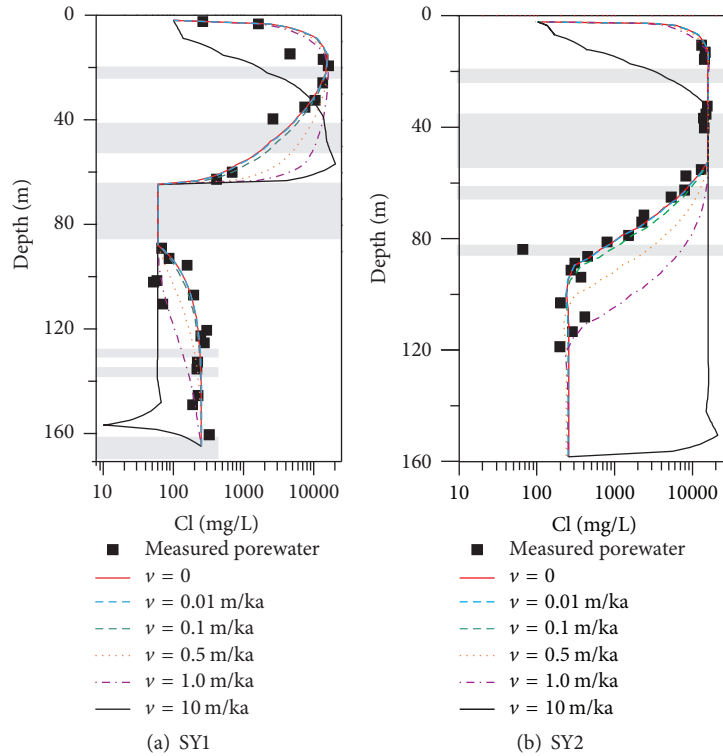 0
40
80
120
160
Depth (m)
10
100
1000
10000
Cl (mg/L)
Measured porewater
v = 0
v = 0.01 m/ka
v = 0.1 m/ka
v = 0.5 m/ka
v = 1.0 m/ka
v = 10 m/ka
(a) SY1
0
40
80
120
160
Depth (m)
10
100
1000
10000
Cl (mg/L)
Measured porewater
v = 0
v = 0.01 m/ka
v = 0.1 m/ka
v = 0.5 m/ka
v = 1.0 m/ka
v = 10 m/ka
(b) SY2